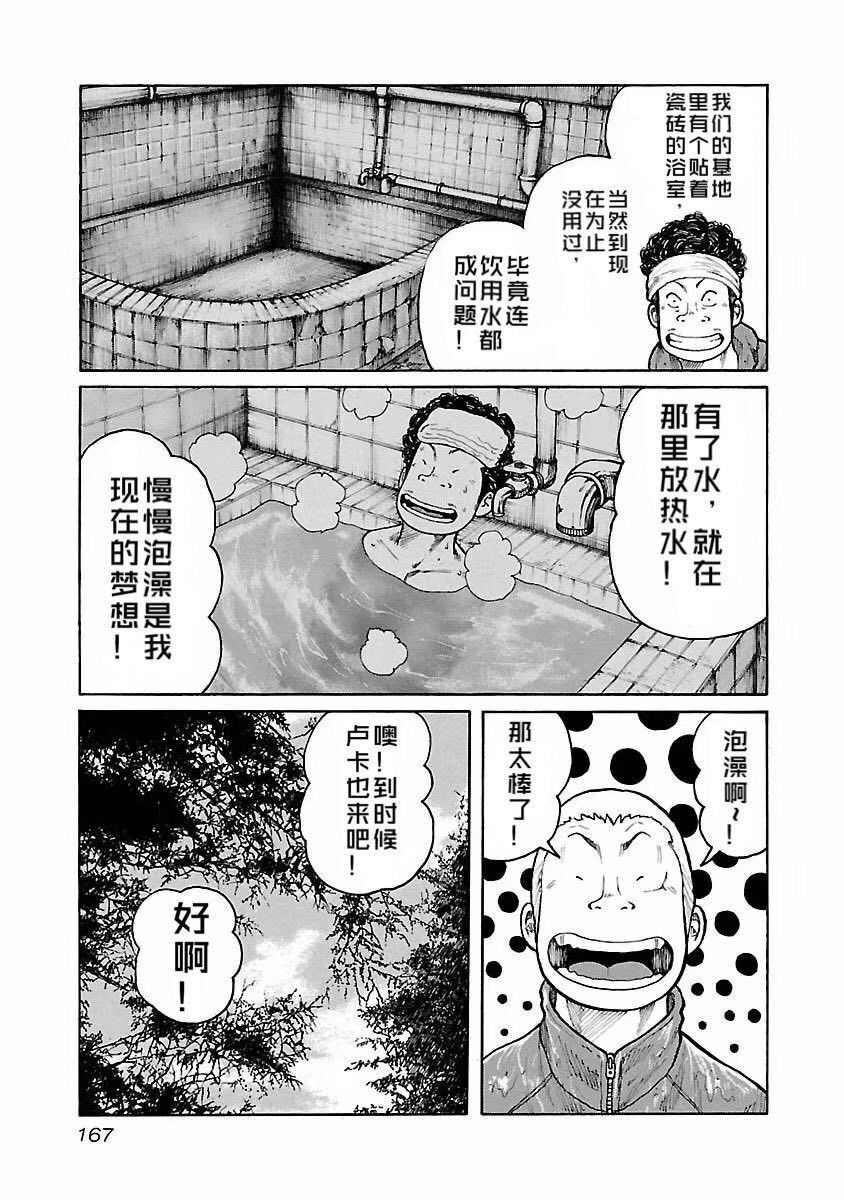 我们的基地
里有个贴着
瓷砖的浴室，
当然到现
在为止
没用过，
毕竟连
饮用水都
成问题！
有了水，就在
那里放热水！
慢慢泡澡是我
现在的梦想！
泡澡啊~！
那太棒了！
噢！到时候
卢卡也来吧！
好啊！
167